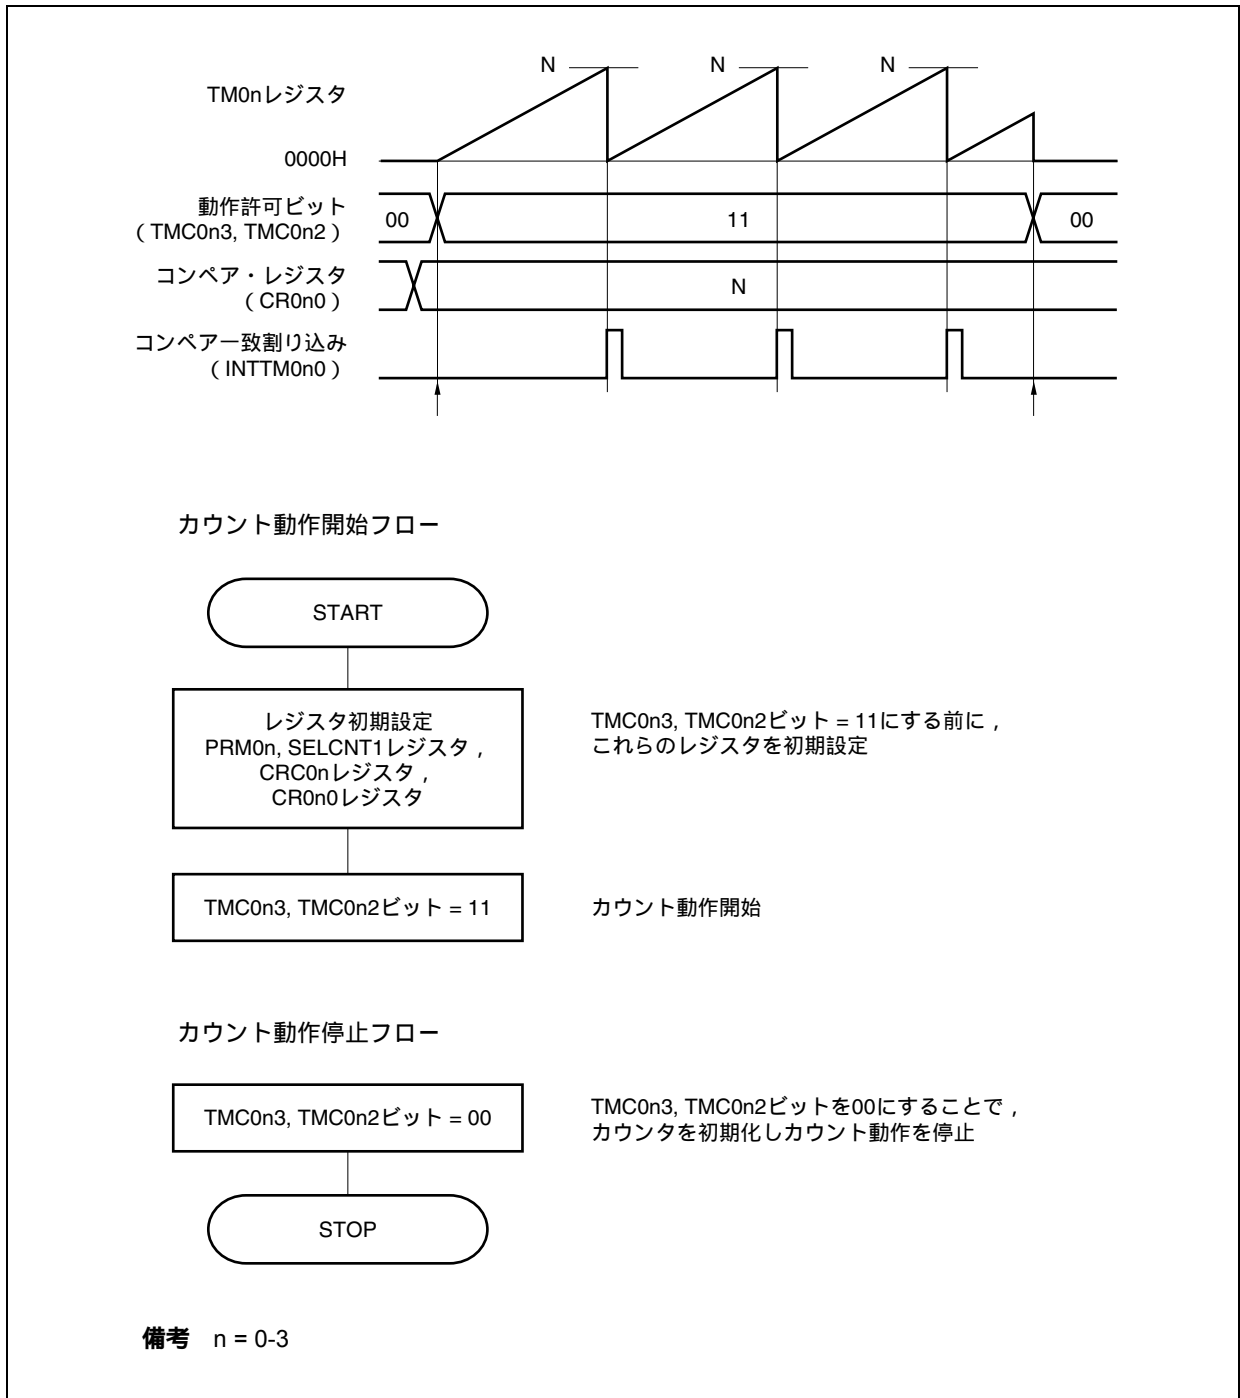 N N N
TM0nレジスタ
0000H
動作許可ビット
（TMC0n3, TMC0n2）
00 11 00
コンペア・レジスタ
（CR0n0）
N
コンペア一致割り込み
（INTTM0n0）
カウント動作開始フロー
START
レジスタ初期設定
PRM0n, SELCNT1レジスタ，
CRC0nレジスタ，
CR0n0レジスタ
TMC0n3, TMC0n2ビット = 11にする前に，
これらのレジスタを初期設定
TMC0n3, TMC0n2ビット = 11
カウント動作開始
カウント動作停止フロー
TMC0n3, TMC0n2ビット = 00
TMC0n3, TMC0n2ビットを00にすることで，
カウンタを初期化しカウント動作を停止
STOP
備考 n = 0-3